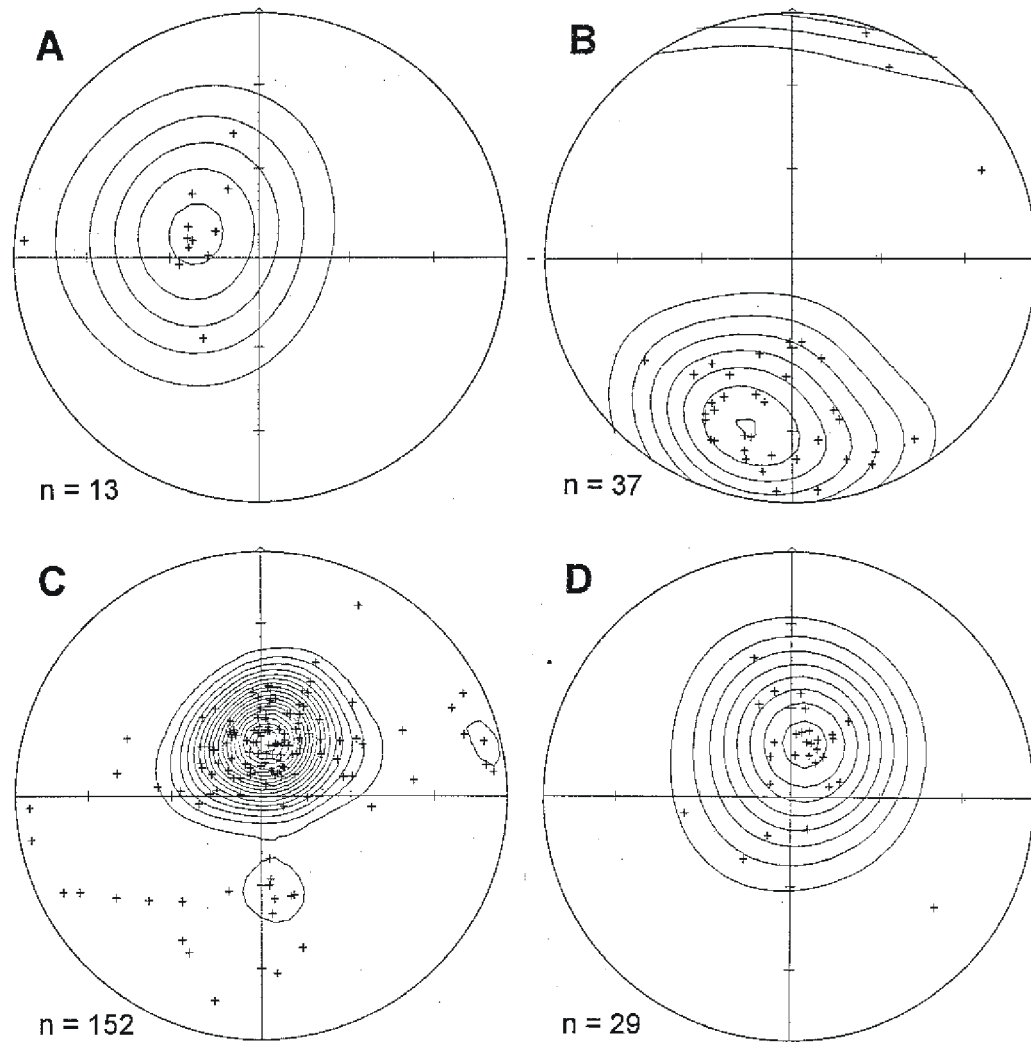 A
B
n = 13
n = 37
C
D
n = 152
n = 29